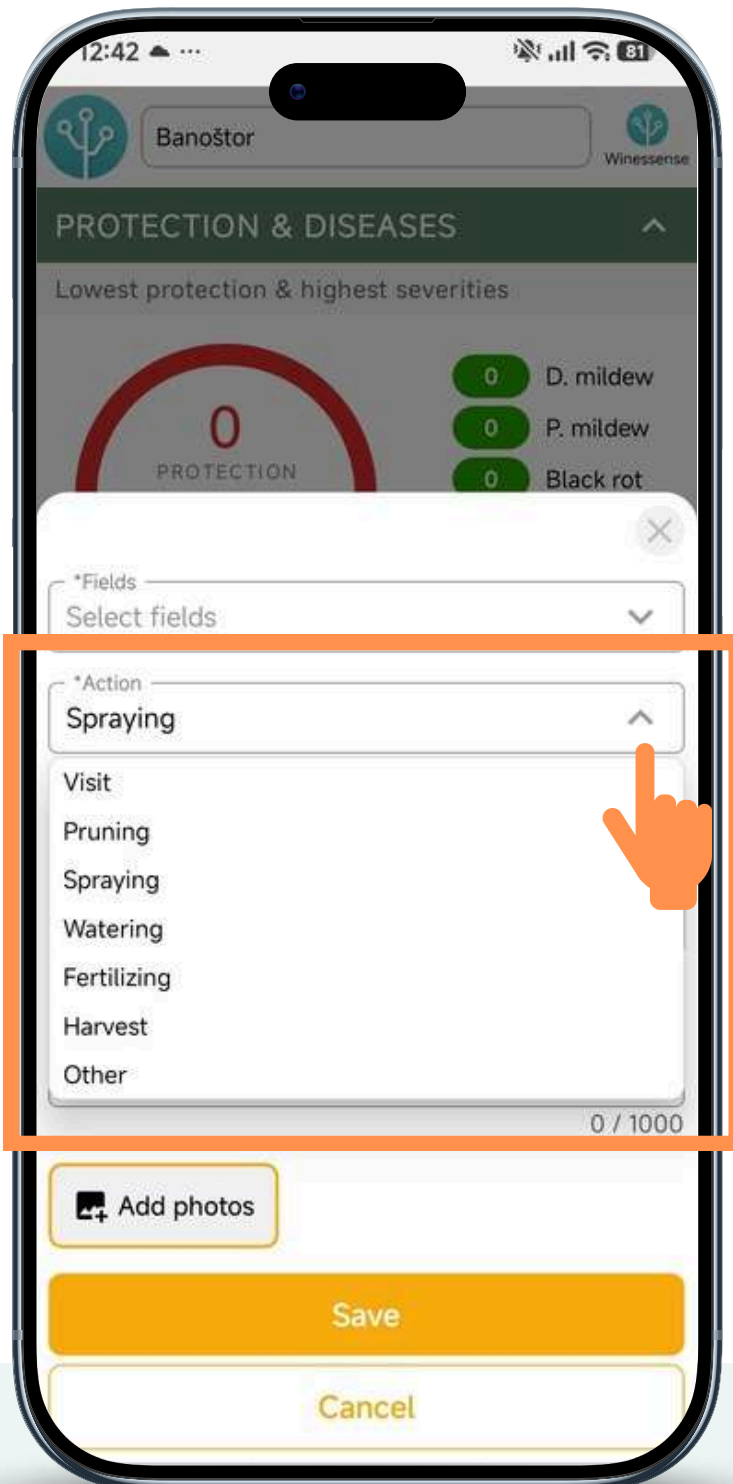 12:42
81
Banoštor
Winessense
PROTECTION & DISEASES
Lowest protection & highest severities
0
PROTECTION
0 D. mildew
0 P. mildew
0 Black rot
*Fields
Select fields
*Action
Spraying
Visit
Pruning
Spraying
Watering
Fertilizing
Harvest
Other
0 / 1000
Add photos
Save
Cancel